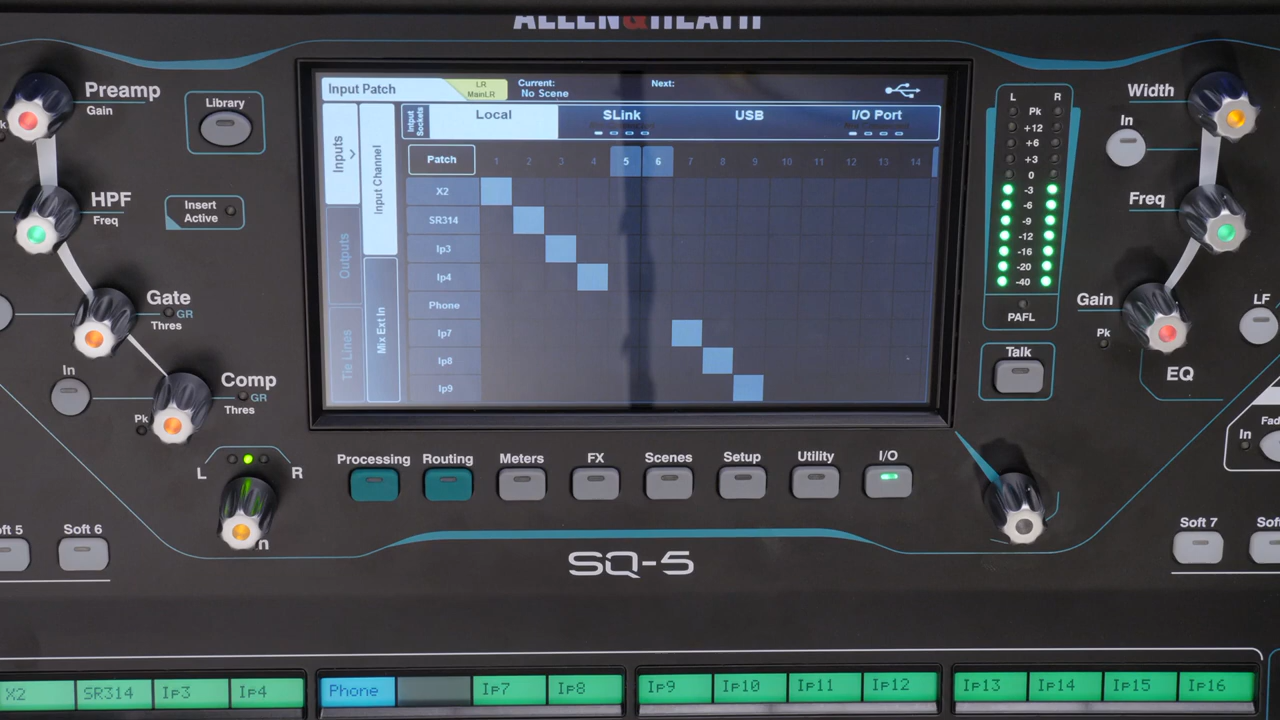 ALLEN&HEATH
Preamp
Gain
Library
HPF
Freq
Insert
Active
Gate
GR
Thres
In
Comp
GR
Thres
Pk
L
R
Soft 6
Input Patch
LR
MainLR
Current:
No Scene
Next:
Inputs
Outputs
Tie Lines
Input Channel
Mix Ext In
Local
SLink
USB
I/O Port
Patch
1 2 3 4 5 6 7 8 9 10 11 12 13 14
X2
SR314
Ip3
Ip4
Phone
Ip7
Ip8
Ip9
L R
Pk
+12
+6
+3
0
-3
-6
-9
-12
-16
-20
-40
PAFL
Talk
Width
In
Freq
Gain
Pk
EQ
LF
In
Processing Routing Meters FX Scenes Setup Utility I/O
SQ-5
Soft 7
X2 SR314 Ip3 Ip4 Phone Ip7 Ip8 Ip9 Ip10 Ip11 Ip12 Ip13 Ip14 Ip15 Ip16